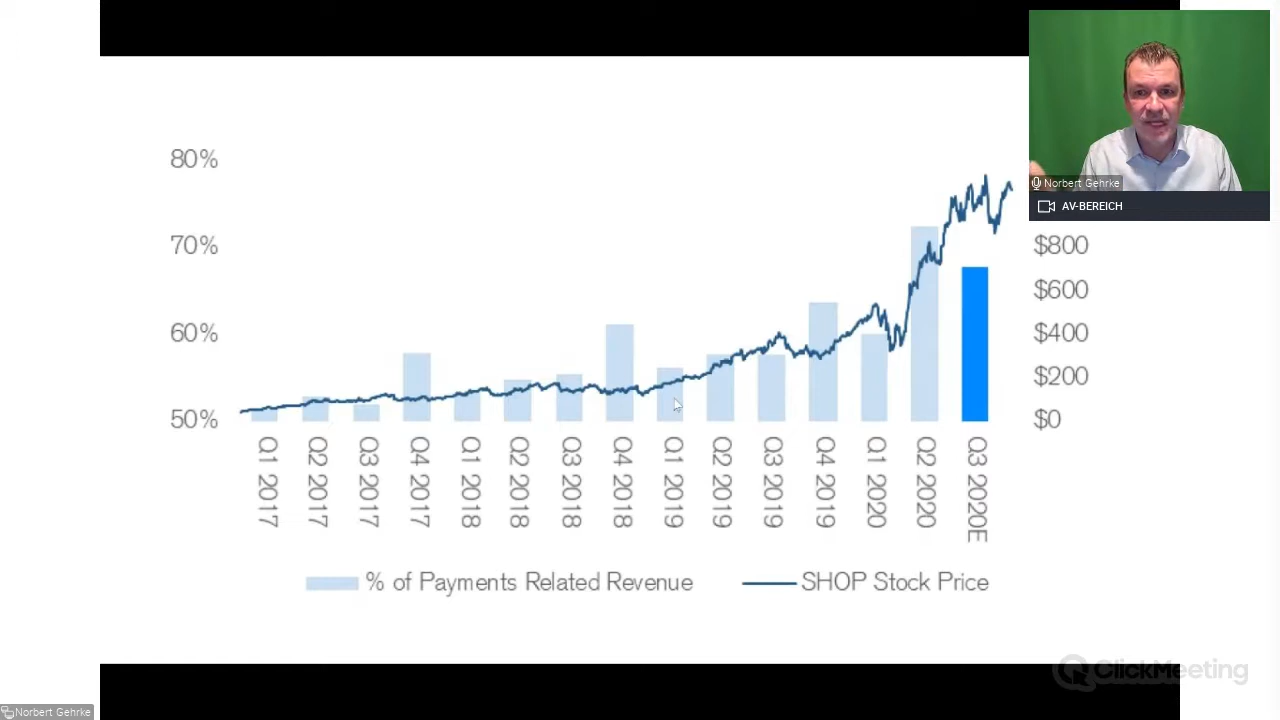 80%
70%
60%
50%
$800
$600
$400
$200
$0
Q1 2017
Q2 2017
Q3 2017
Q4 2017
Q1 2018
Q2 2018
Q3 2018
Q4 2018
Q1 2019
Q2 2019
Q3 2019
Q4 2019
Q1 2020
Q2 2020
Q3 2020E
% of Payments Related Revenue
SHOP Stock Price
Norbert Gehrke
AV-BEREICH
ClickMeeting
Norbert Gehrke